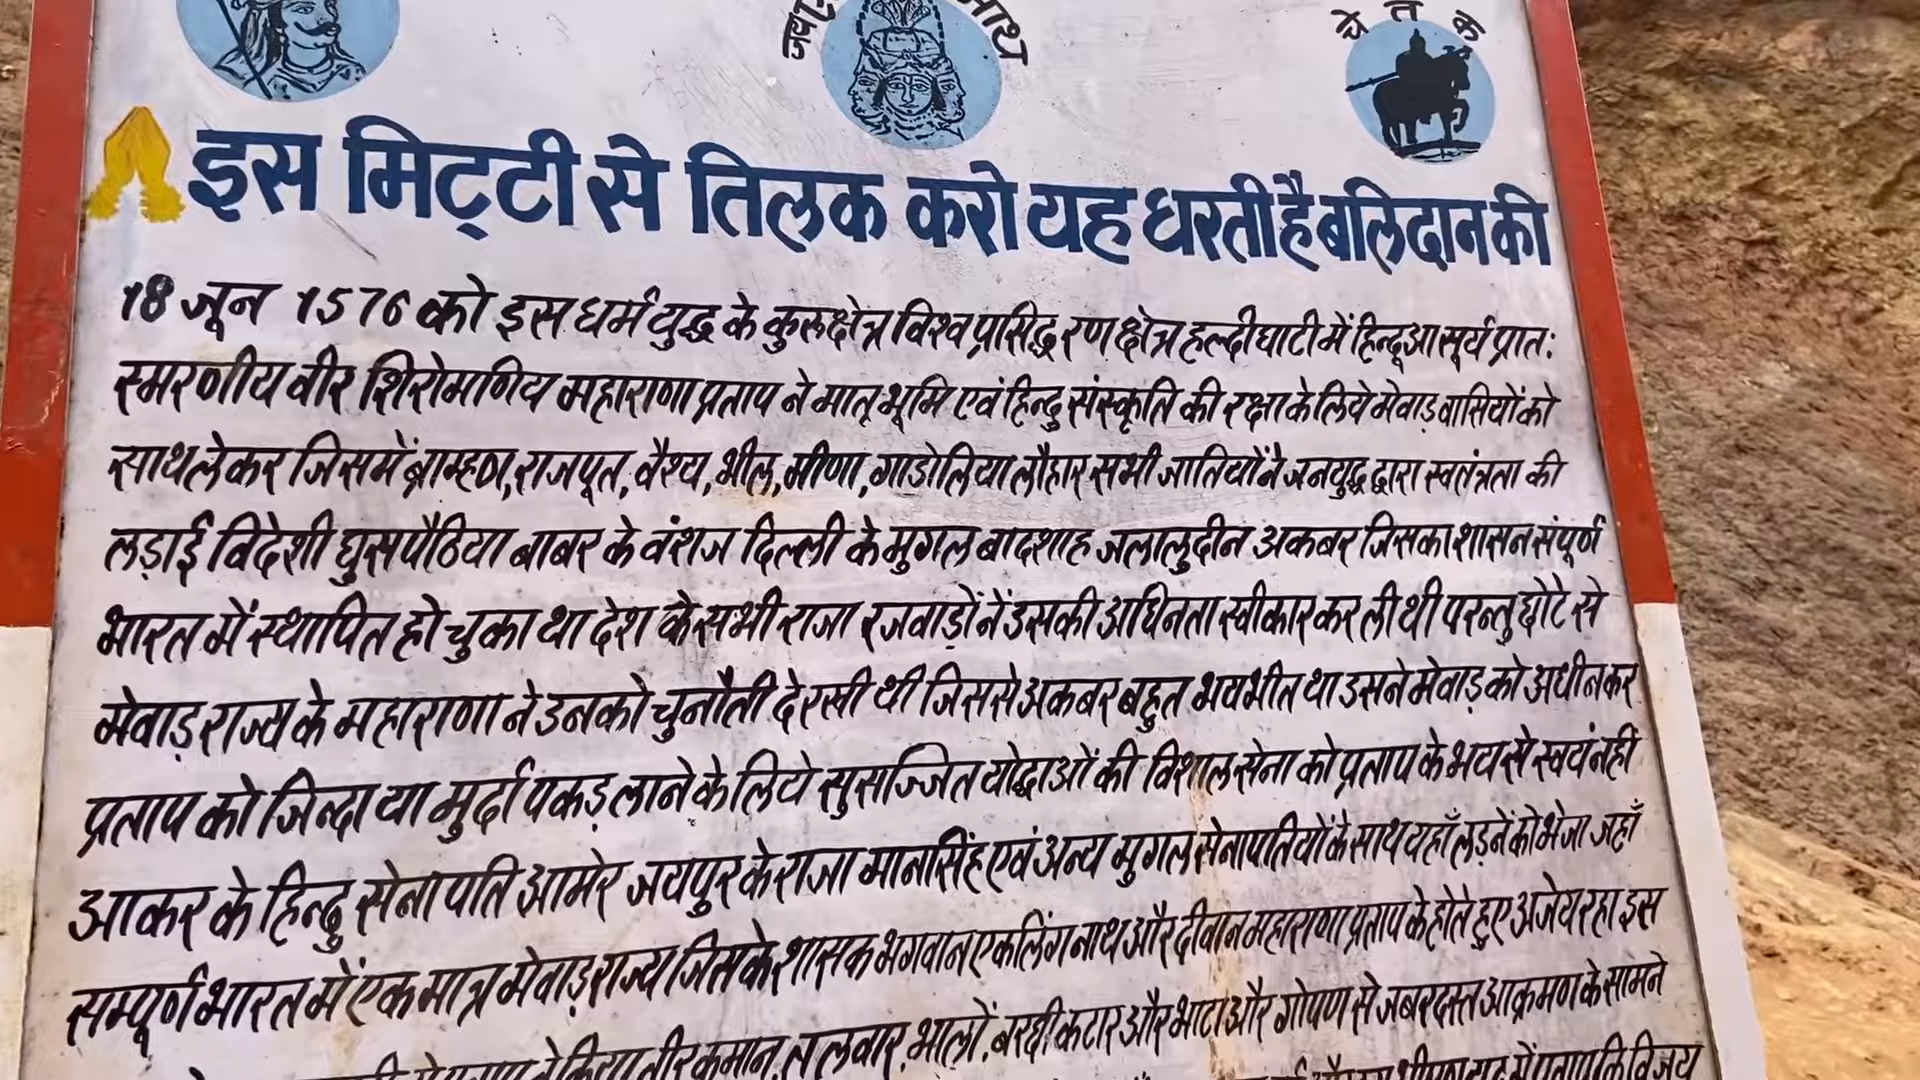 चेतक
इस मिट्टी से तिलक करो यह धरती है बलिदान की
18 जून 1576 को इस धर्म युद्ध के कुरुक्षेत्र विश्व प्रसिद्ध रण क्षेत्र हल्दीघाटी में हिन्दूआ सूर्य प्रात:
स्मरणीय वीर शिरोमणिय महाराणा प्रताप ने मातृभूमि एवं हिन्दु संस्कृति की रक्षा के लिये मेवाड़ वासियों को
साथ लेकर जिसमें ब्राम्हण, राजपूत, वैश्य, भील, मीणा, गाडोलिया लौहार सभी जातियों नै जनयुद्ध द्वारा स्वतंत्रता की
लड़ाई विदेशी घुसपैठिया बाबर के वंशज दिल्ली के मुगल बादशाह जलालुदीन अकबर जिसका शासन संपूर्ण
भारत में स्थापित हो चुका था देश के सभी राजा रजवाड़ों नें उसकी अधिनता स्वीकार कर ली थी परन्तु छोटे से
मेवाड़ राज्य के महाराणा ने उनको चुनौती दे रखी थी जिससे अकबर बहुत भयभीत था उसने मेवाड़ को अधीन कर
प्रताप को जिन्दा या मुर्दा पकड़ लाने के लिये सुसज्जित योद्धाओं की विशाल सेना को प्रताप के भय से स्वयं नहीं
आकर के हिन्दु सेनापति आमेर जयपुर के राजा मानसिंह एवं अन्य मुगल सेनापतियों के साथ यहाँ लड़नें को भेजा जहाँ
सम्पूर्ण भारत में एक मात्र मेवाड़ राज्य जिसके शासक भगवान एकलिंग नाथ और दीवान महाराणा प्रताप के होते हुए अजेय रहा इस
किया तीर कमान, तलवार, भालों, बरछी कटार और भाटा और गोपण से जबरदस्त आक्रमण के सामने